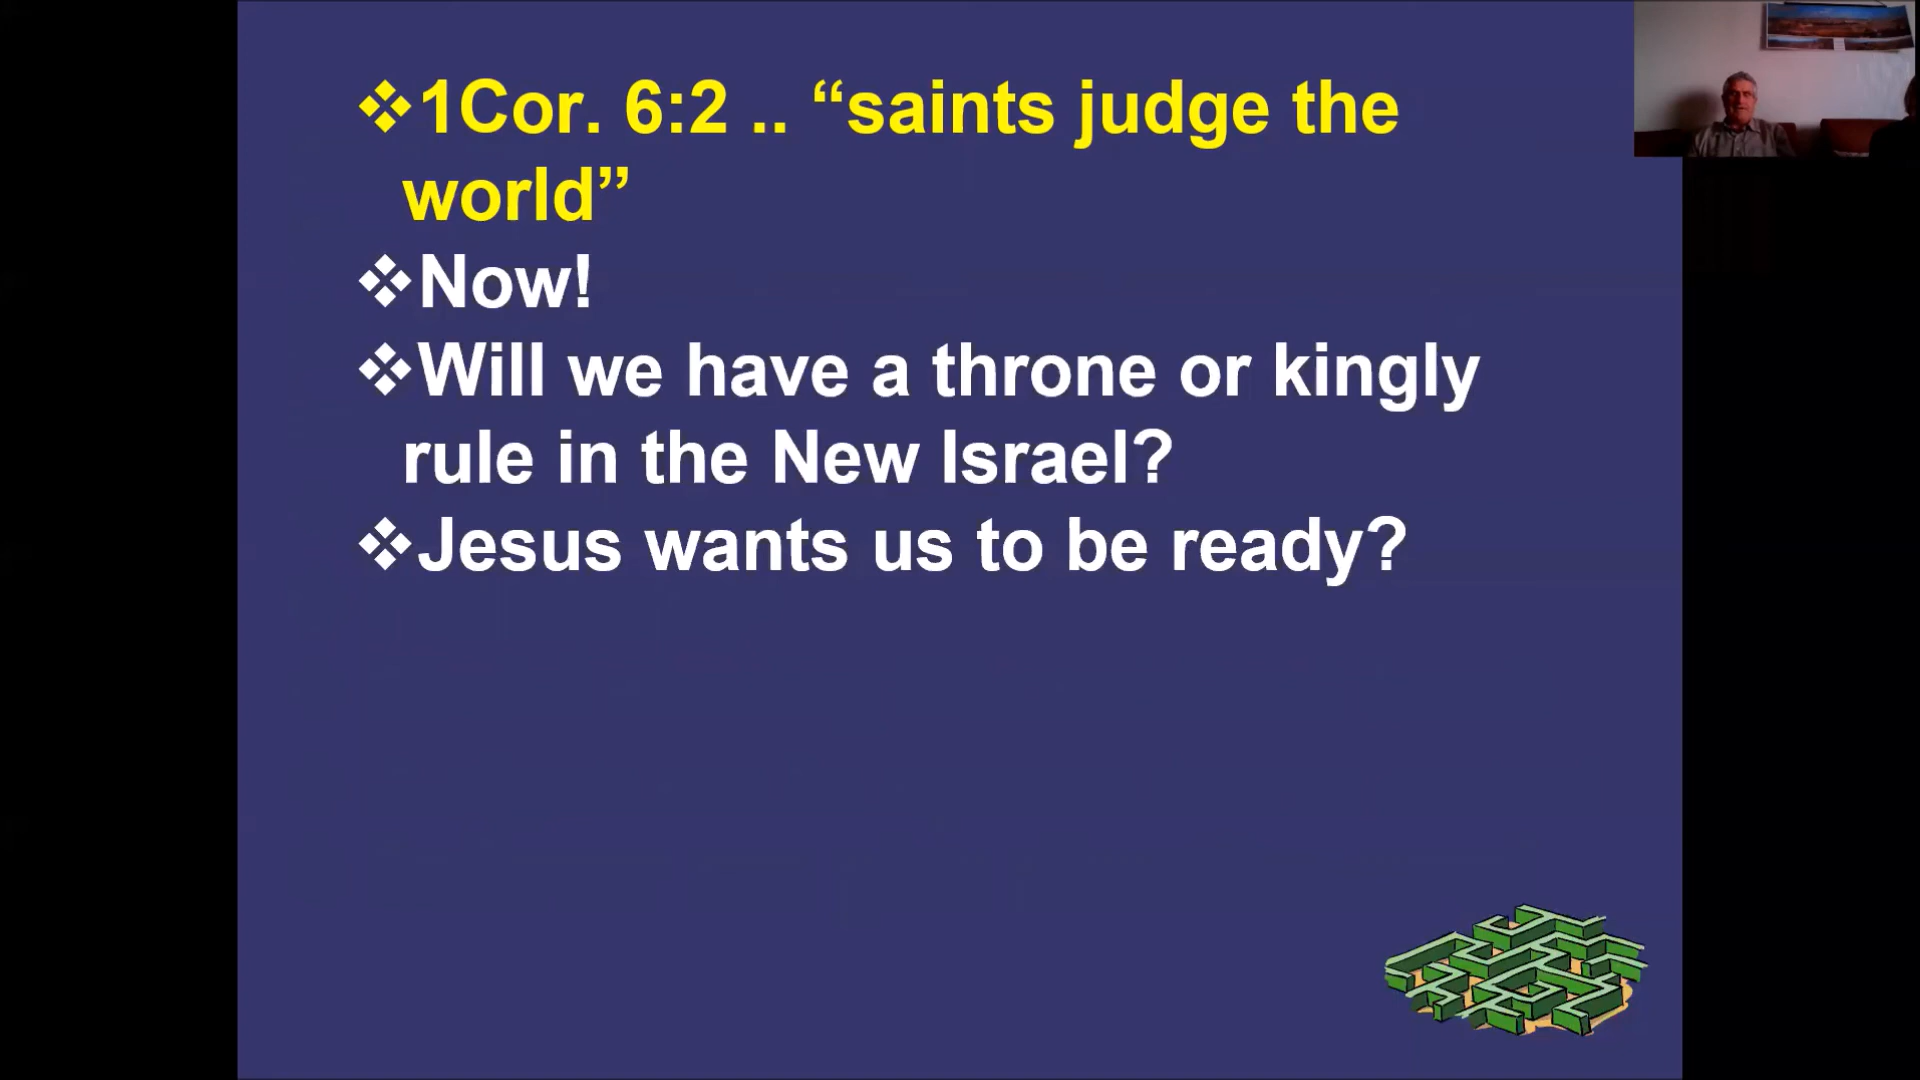 ❖1Cor. 6:2 .. “saints judge the
world”
❖Now!
❖Will we have a throne or kingly
rule in the New Israel?
❖Jesus wants us to be ready?